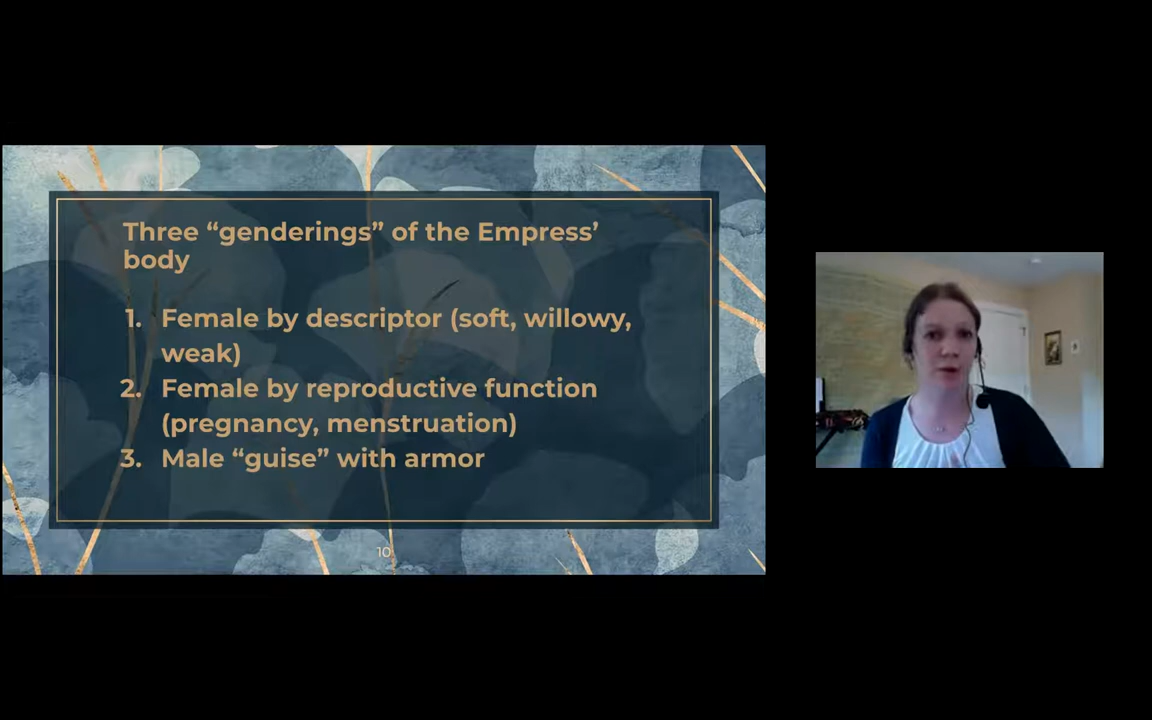 Three “genderings” of the Empress’
body
1. Female by descriptor (soft, willowy,
weak)
2. Female by reproductive function
(pregnancy, menstruation)
3. Male “guise” with armor
10